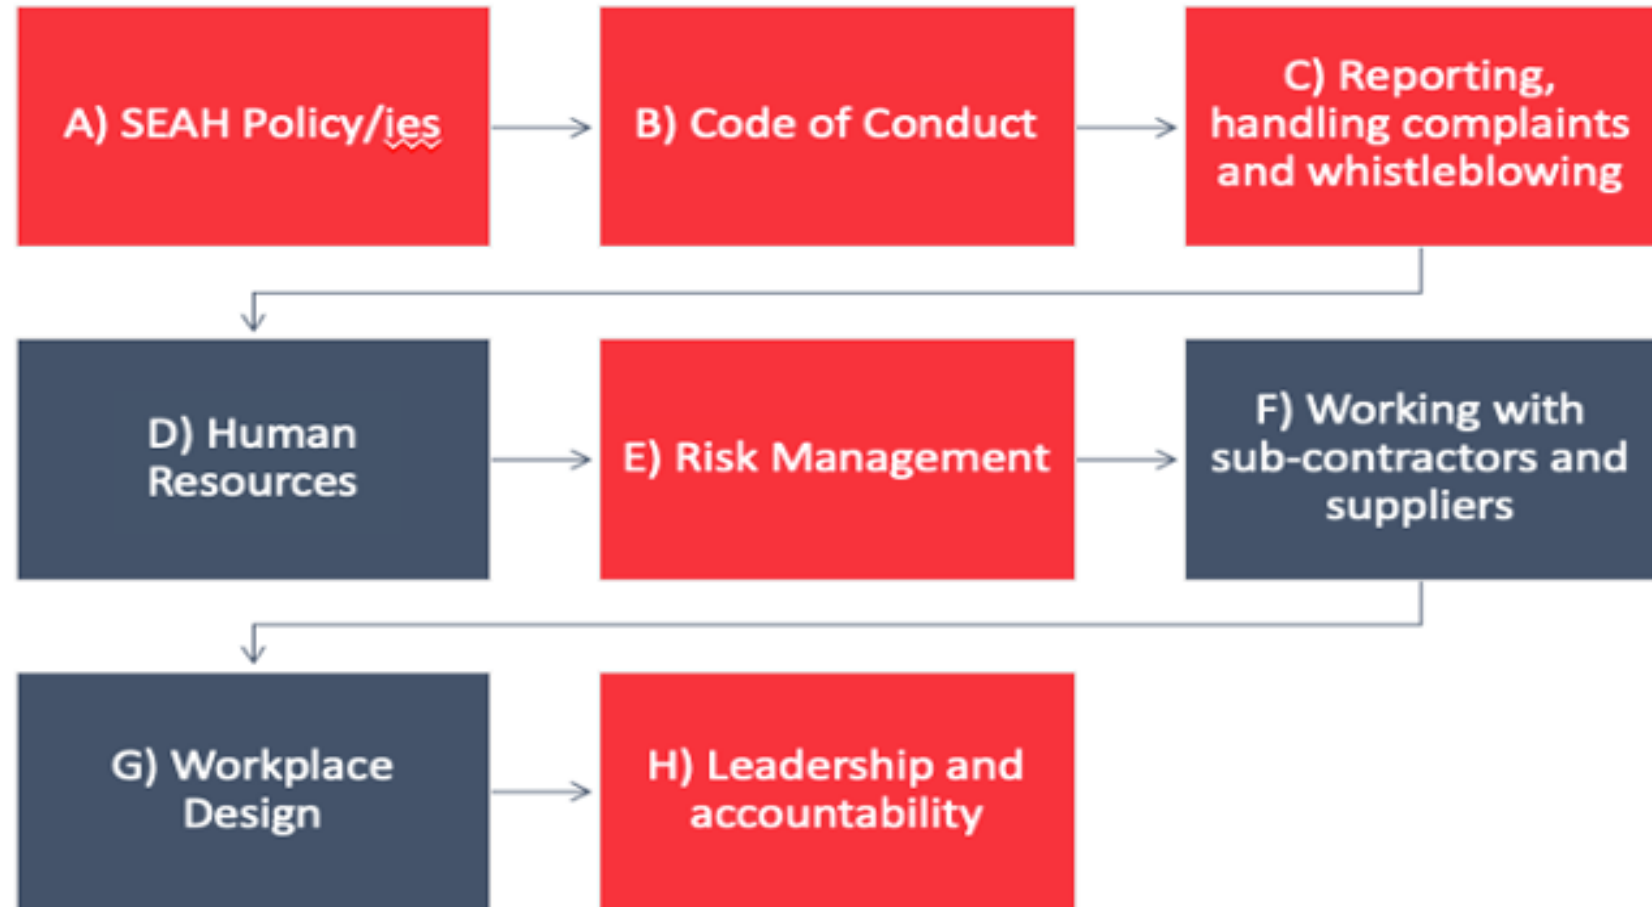 A) SEAH Policy/ies
B) Code of Conduct
C) Reporting,
handling complaints
and whistleblowing
D) Human
Resources
E) Risk Management
F) Working with
sub-contractors and
suppliers
G) Workplace
Design
H) Leadership and
accountability